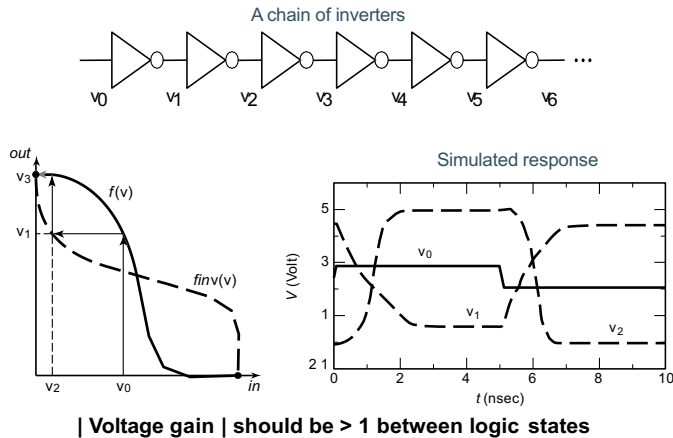 A chain of inverters
v0 v1 v2 v3 v4 v5 v6 ...
out
v3
f(v)
v1
finv(v)
v2 v0 in
Simulated response
V (Volt)
5
3
1
2 1
v0
v1
v2
0 2 4 6 8 10
t (nsec)
| Voltage gain | should be > 1 between logic states